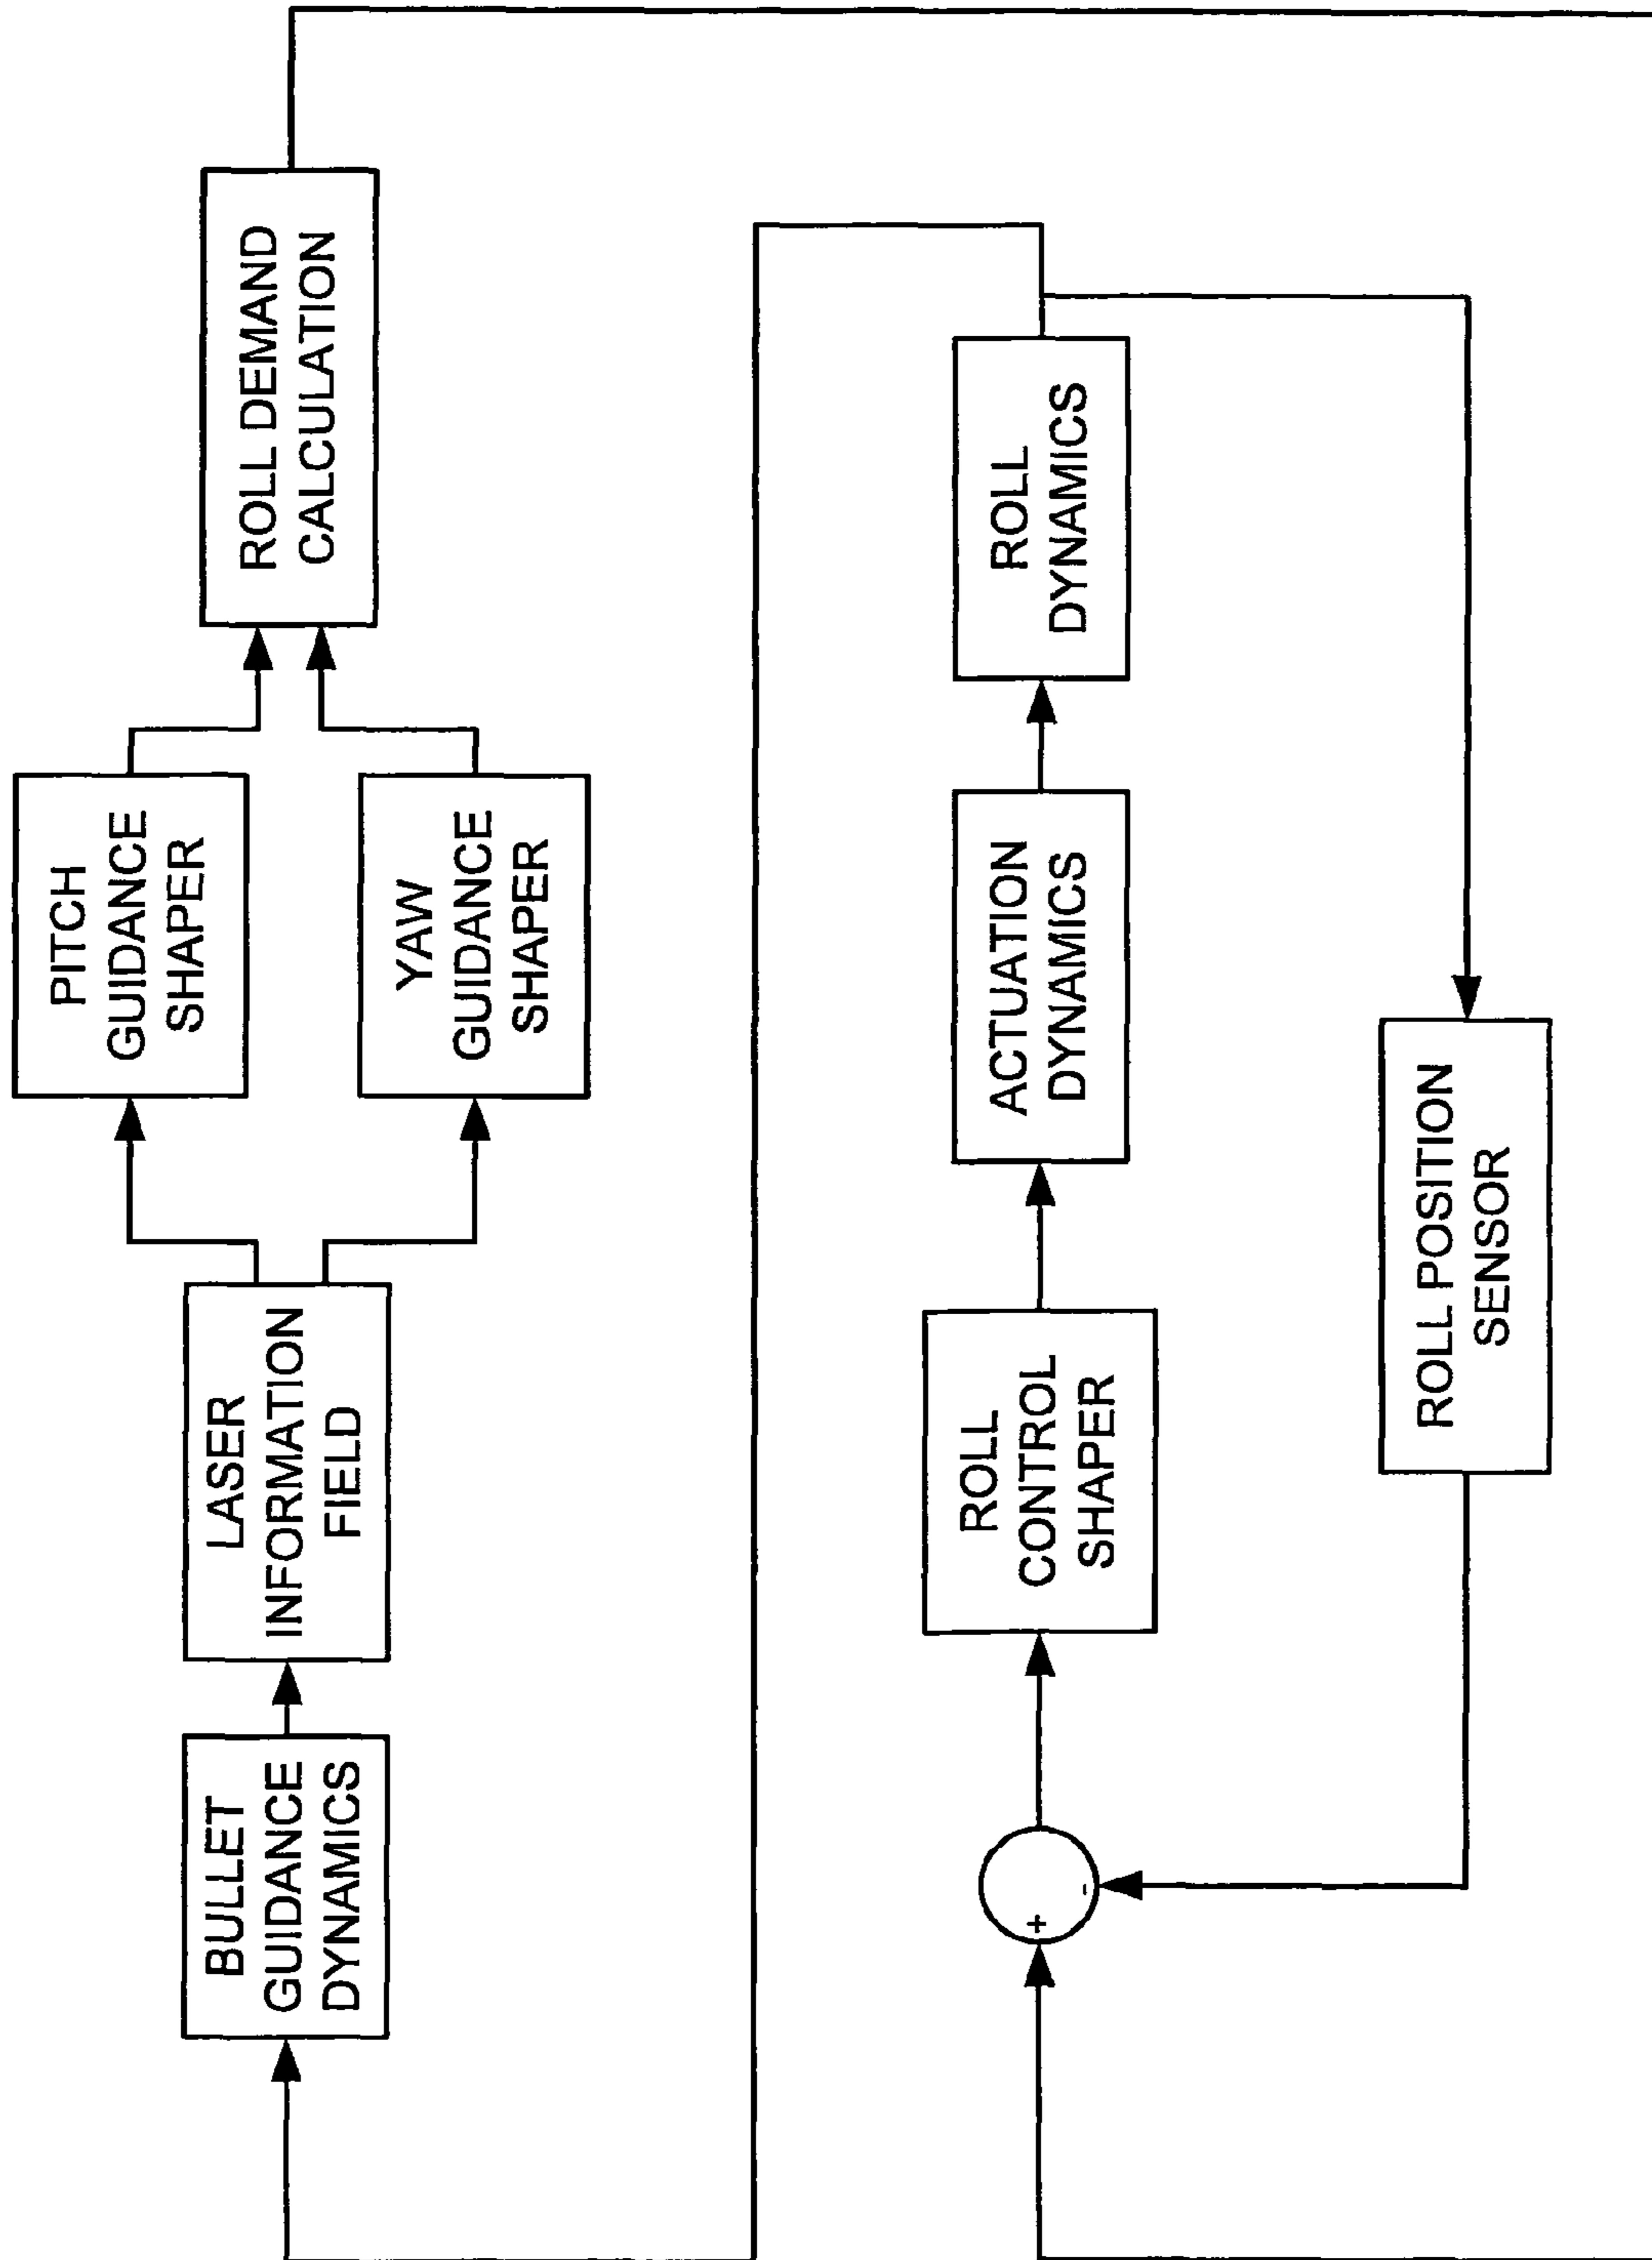 BULLET
GUIDANCE
DYNAMICS
LASER
INFORMATION
FIELD
PITCH
GUIDANCE
SHAPER
YAW
GUIDANCE
SHAPER
ROLL DEMAND
CALCULATION
+
-
ROLL
CONTROL
SHAPER
ACTUATION
DYNAMICS
ROLL
DYNAMICS
ROLL POSITION
SENSOR